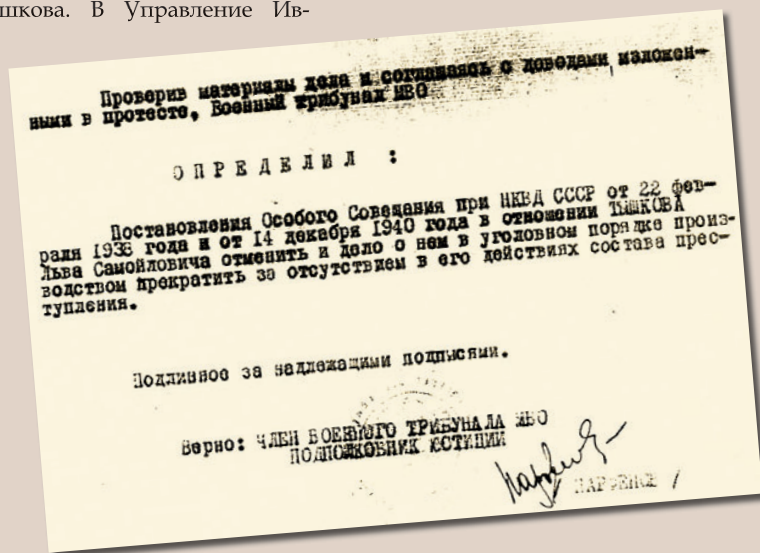 шкова. В Управление Ив-
Проверив материалы дела и соглашаясь с доводами изложен-
ными в протесте, Военный трибунал МВО
ОПРЕДЕЛИЛ :
Постановления Особого Совещания при НКВД СССР от 22 фев-
раля 1938 года и от 14 декабря 1940 года в отношении ТЫШКОВА
Льва Самойловича отменить и дело о нем в уголовном порядке произ-
водством прекратить за отсутствием в его действиях состава прес-
тупления.
Подлинное за надлежащими подписями.
Верно: ЧЛЕН ВОЕННОГО ТРИБУНАЛА МВО
ПОДПОЛКОВНИК ЮСТИЦИИ